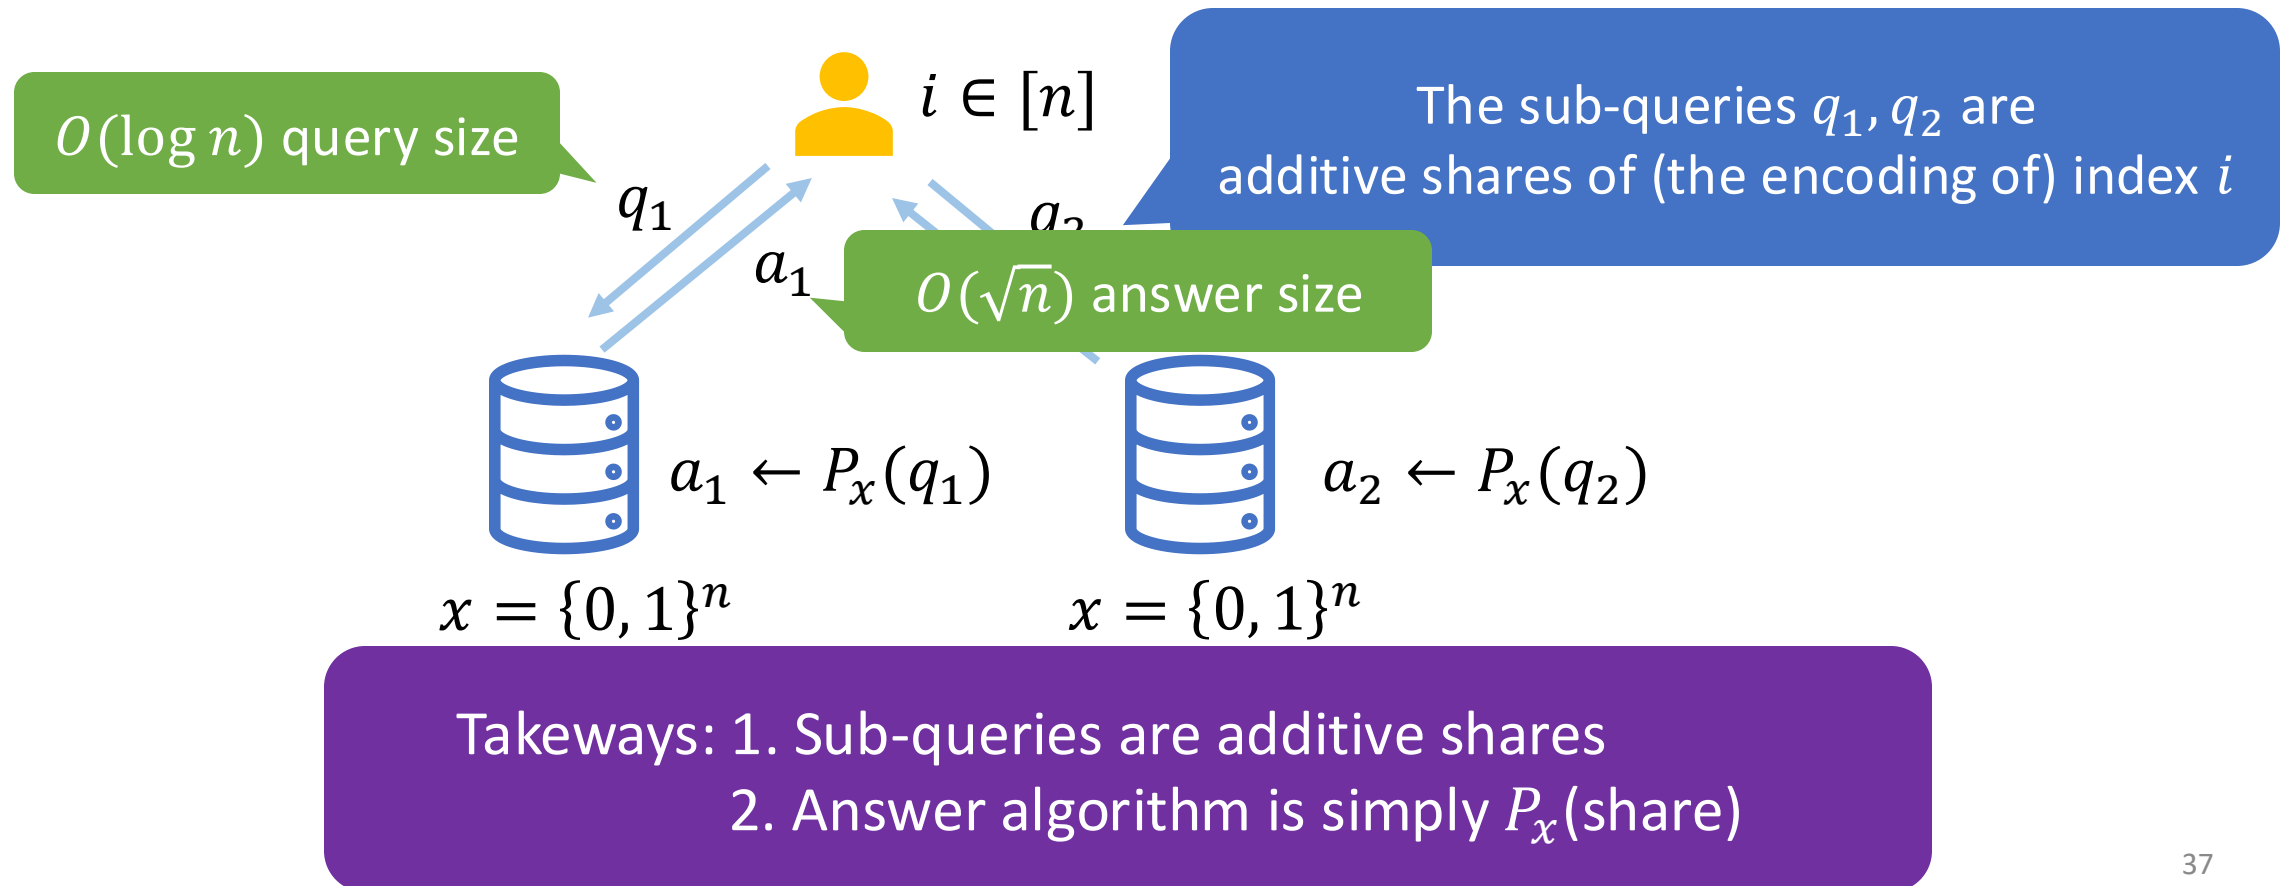 O(log n) query size
i ∈ [n]
The sub-queries q₁, q₂ are
additive shares of (the encoding of) index i
q₁
q₂
a₁
O(√n) answer size
a₁ ← Pₓ(q₁)
a₂ ← Pₓ(q₂)
x = {0, 1}ⁿ
x = {0, 1}ⁿ
Takeways: 1. Sub-queries are additive shares
2. Answer algorithm is simply Pₓ(share)
37